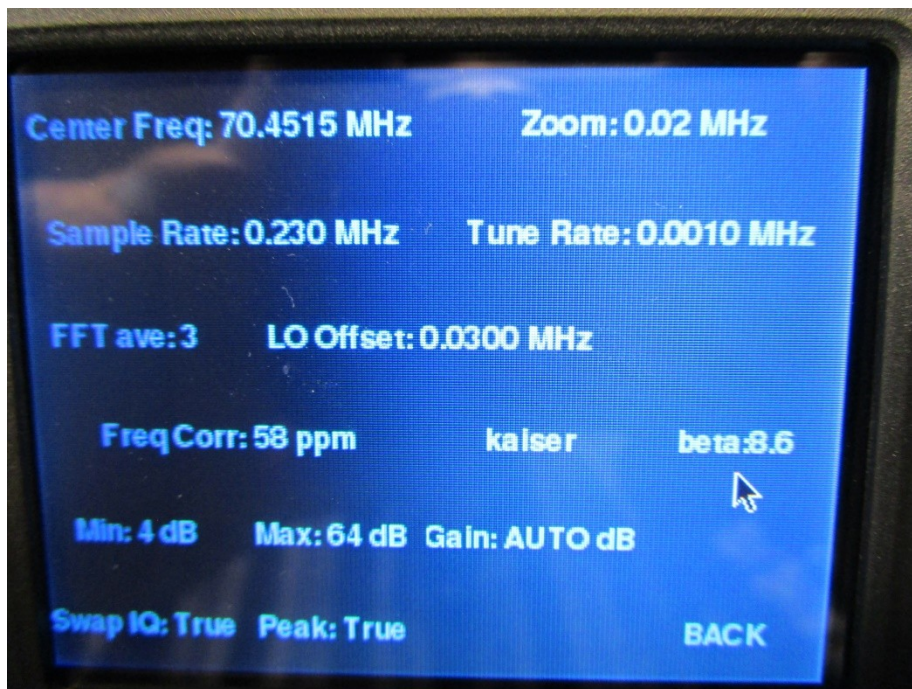 Center Freq: 70.4515 MHz Zoom: 0.02 MHz
Sample Rate: 0.230 MHz Tune Rate: 0.0010 MHz
FFT ave: 3 LO Offset: 0.0300 MHz
Freq Corr: 58 ppm kaiser beta:8.6
Min: 4 dB Max: 64 dB Gain: AUTO dB
Swap IQ: True Peak: True BACK